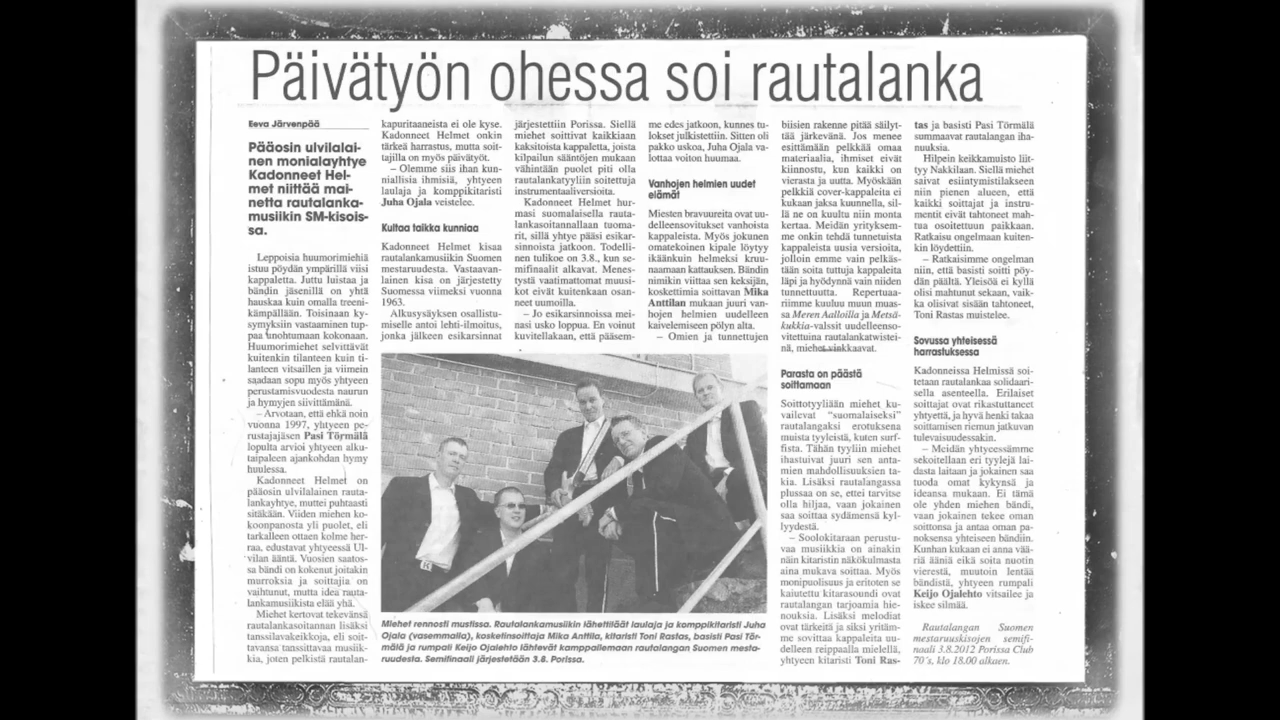 Päivätyön ohessa soi rautalanka
Eeva Järvenpää
Pääosin ulvilalai-
nen monialayhtye
Kadonneet Hel-
met niittää mai-
netta rautalanka-
musiikin SM-kisois-
sa.
Leppoisia huumorimiehiä
istuu pöydän ympärillä viisi
kappaletta. Juttu luistaa ja
bändin jäsenillä on yhtä
hauskaa kuin omalla treeni-
kämpällään. Toisinaan ky-
symyksiin vastaaminen tup-
paa unohtumaan kokonaan.
Huumorimiehet selvittävät
kuitenkin tilanteen kuin ti-
lanteen vitsaillen ja viimein
saadaan sopu myös yhtyeen
perustamisvuodesta naurun
ja hymyjen siivittämänä.
– Arvotaan, että ehkä noin
vuonna 1997, yhtyeen pe-
rustajajäsen Pasi Törmälä
lopulta arvioi yhtyeen alku-
taipaleen ajankohdan hymy
huulessa.
Kadonneet Helmet on
pääosin ulvilalainen rauta-
lankayhtye, muttei puhtaasti
sitäkään. Viiden miehen ko-
koonpanosta yli puolet, eli
tarkalleen ottaen kolme her-
raa, edustavat yhtyeessä Ul-
vilan ääntä. Vuosien saatos-
sa bändi on kokenut joitakin
murroksia ja soittajia on
vaihtunut, mutta idea rauta-
lankamusiikista elää yhä.
Miehet kertovat tekevänsä
rautalankasoitannan lisäksi
tanssilavakeikkoja, eli soit-
tavansa tanssittavaa musiik-
kia, joten pelkistä rautalan-
kapuritaaneista ei ole kyse.
Kadonneet Helmet onkin
tärkeä harrastus, mutta soit-
tajilla on myös päivätyöt.
– Olemme siis ihan kun-
niallisia ihmisiä, yhtyeen
laulaja ja komppikitaristi
Juha Ojala veistelee.
Kultaa taikka kunniaa
Kadonneet Helmet kisaa
rautalankamusiikin Suomen
mestaruudesta. Vastaavan-
lainen kisa on järjestetty
Suomessa viimeksi vuonna
1963.
Alkusysäyksen osallistu-
miselle antoi lehti-ilmoitus,
jonka jälkeen esikarsinnat
järjestettiin Porissa. Siellä
miehet soittivat kaikkiaan
kaksitoista kappaletta, joista
kilpailun sääntöjen mukaan
vähintään puolet piti olla
rautalankatyyliin soitettuja
instrumentaaliversioita.
Kadonneet Helmet hur-
masi suomalaisella rauta-
lankasoitannallaan tuoma-
rit, sillä yhtye pääsi esikar-
sinnoista jatkoon. Todelli-
nen tulikoe on 3.8., kun se-
mifinaalit alkavat. Menes-
tystä vaatimattomat muusi-
kot eivät kuitenkaan osan-
neet uumoilla.
– Jo esikarsinnoissa mei-
nasi usko loppua. En voinut
kuvitellakaan, että pääsem-
me edes jatkoon, kunnes tu-
lokset julkistettiin. Sitten oli
pakko uskoa, Juha Ojala va-
lottaa voiton huumaa.
Vanhojen helmien uudet
elämät
Miesten bravuureita ovat uu-
delleensovitukset vanhoista
kappaleista. Myös jokunen
omatekoinen kipale löytyy
ikäänkuin helmeksi kruu-
naamaan kattauksen. Bändin
nimikin viittaa sen keksijän,
koskettimia soittavan Mika
Anttilan mukaan juuri van-
hojen helmien uudelleen
kaivelemiseen pölyn alta.
– Omien ja tunnettujen
biisien rakenne pitää säilyt-
tää järkevänä. Jos menee
esittämään pelkkää omaa
materiaalia, ihmiset eivät
kiinnostu, kun kaikki on
vierasta ja uutta. Myöskään
pelkkiä cover-kappaleita ei
kukaan jaksa kuunnella, sil-
lä ne on kuultu niin monta
kertaa. Meidän yrityksem-
me onkin tehdä tunnetuista
kappaleista uusia versioita,
jolloin emme vain pelkäs-
tään soita tuttuja kappaleita
läpi ja hyödynnä vain niiden
tunnettuutta. Repertuaa-
riimme kuuluu muun muas-
sa Meren Aalloilla ja Metsä-
kukkia-valssit uudelleenso-
vitettuina rautalankatwistei-
nä, miehet vinkkaavat.
Parasta on päästä
soittamaan
Soittotyyliään miehet ku-
vailevat "suomalaiseksi"
rautalangaksi erotuksena
muista tyyleistä, kuten surf-
fista. Tähän tyyliin miehet
ihastuivat juuri sen anta-
mien mahdollisuuksien ta-
kia. Lisäksi rautalangassa
plussaa on se, ettei tarvitse
olla hiljaa, vaan jokainen
saa soittaa sydämensä kyl-
lyydestä.
– Soolokitaraan perustu-
vaa musiikkia on ainakin
näin kitaristin näkökulmasta
aina mukava soittaa. Myös
monipuolisuus ja eritoten se
kaiutettu kitarasoundi ovat
rautalangan tarjoamia hie-
nouksia. Lisäksi melodiat
ovat tärkeitä ja siksi yritäm-
me sovittaa kappaleita uu-
delleen reippaalla mielellä,
yhtyeen kitaristi Toni Ras-
tas ja basisti Pasi Törmälä
summaavat rautalangan iha-
nuuksia.
Hilpein keikkamuisto liit-
tyy Nakkilaan. Siellä miehet
saivat esiintymistilakseen
niin pienen alueen, että
kaikki soittajat ja instru-
mentit eivät tahtoneet mah-
tua osoitettuun paikkaan.
Ratkaisu ongelmaan kuiten-
kin löydettiin.
– Ratkaisimme ongelman
niin, että basisti soitti pöy-
dän päältä. Yleisöä ei kyllä
olisi mahtunut sekaan, vaik-
ka olisivat sisään tahtoneet,
Toni Rastas muistelee.
Sovussa yhteisessä
harrastuksessa
Kadonneissa Helmissä soi-
tetaan rautalankaa solidaari-
sella asenteella. Erilaiset
soittajat ovat rikastuttaneet
yhtyettä, ja hyvä henki takaa
soittamisen riemun jatkuvan
tulevaisuudessakin.
– Meidän yhtyeessämme
sekoitellaan eri tyylejä lai-
dasta laitaan ja jokainen saa
tuoda omat kykynsä ja
ideansa mukaan. Ei tämä
ole yhden miehen bändi,
vaan jokainen tekee oman
soittonsa ja antaa oman pa-
noksensa yhteiseen bändiin.
Kunhan kukaan ei anna vää-
riä ääniä eikä soita nuotin
vierestä, muutoin lentää
bändistä, yhtyeen rumpali
Keijo Ojalehto vitsailee ja
iskee silmää.
Rautalangan Suomen
mestaruuskisojen semifi-
naali 3.8.2012 Porissa Club
70's, klo 18.00 alkaen.
Miehet rennosti mustissa. Rautalankamusiikin lähettiläät laulaja ja komppikitaristi Juha
Ojala (vasemmalla), kosketinsoittaja Mika Anttila, kitaristi Toni Rastas, basisti Pasi Tör-
mälä ja rumpali Keijo Ojalehto lähtevät kamppailemaan rautalangan Suomen mesta-
ruudesta. Semifinaali järjestetään 3.8. Porissa.